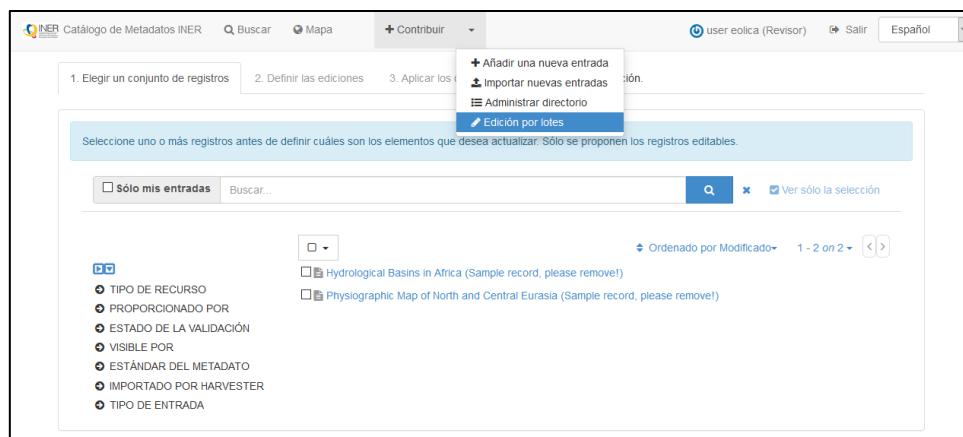 INER Catálogo de Metadatos INER Buscar Mapa Contribuir user eolica (Revisor) Salir Español
Añadir una nueva entrada
Importar nuevas entradas
Administrar directorio
Edición por lotes
1. Elegir un conjunto de registros 2. Definir las ediciones 3. Aplicar los ción.
Seleccione uno o más registros antes de definir cuáles son los elementos que desea actualizar. Sólo se proponen los registros editables.
Sólo mis entradas Buscar... Ver sólo la selección
Ordenado por Modificado 1 - 2 on 2
Hydrological Basins in Africa (Sample record, please remove!)
Physiographic Map of North and Central Eurasia (Sample record, please remove!)
TIPO DE RECURSO
PROPORCIONADO POR
ESTADO DE LA VALIDACIÓN
VISIBLE POR
ESTÁNDAR DEL METADATO
IMPORTADO POR HARVESTER
TIPO DE ENTRADA